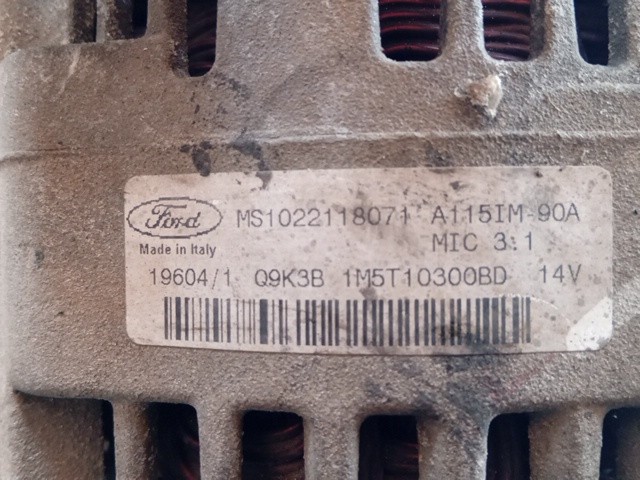 Ford MS1022118071 A115IM-90A
Made in Italy MIC 3:1
19604/1 Q9K3B 1M5T10300BD 14V